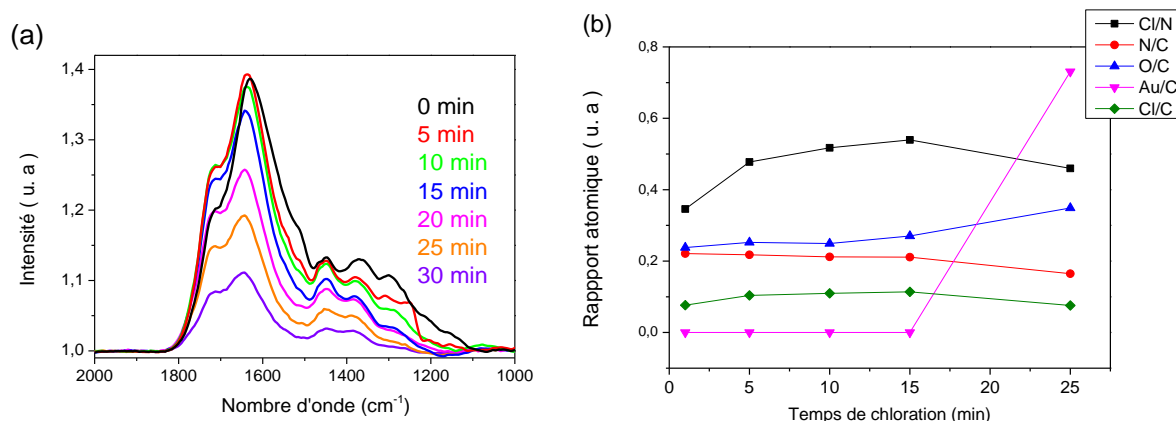 (a)
1,4
1,3
1,2
1,1
1,0
Intensité ( u. a )
0 min
5 min
10 min
15 min
20 min
25 min
30 min
2000
1800
1600
1400
1200
1000
Nombre d'onde (cm-1)
(b)
Cl/N
N/C
O/C
Au/C
Cl/C
0,8
0,6
0,4
0,2
0,0
Rappport atomique ( u. a )
0
5
10
15
20
25
Temps de chloration (min)